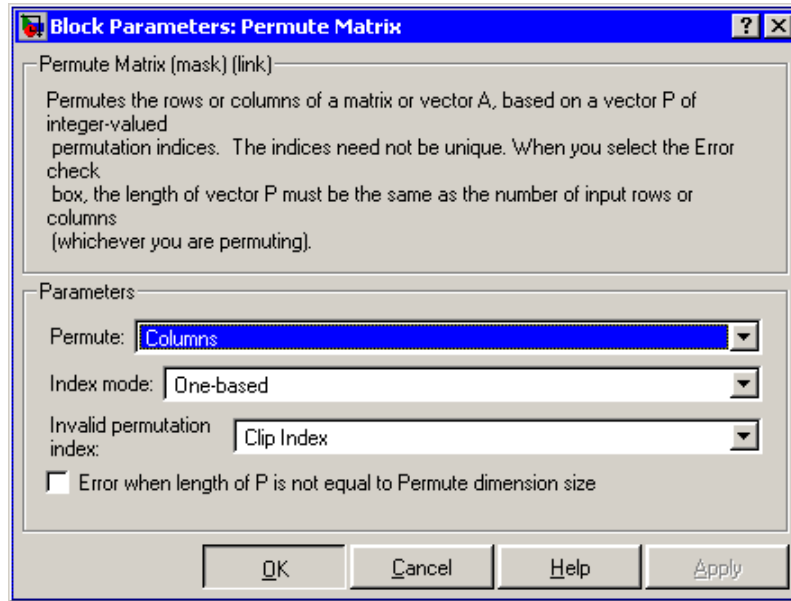 Block Parameters: Permute Matrix
Permute Matrix (mask) (link)
Permutes the rows or columns of a matrix or vector A, based on a vector P of
integer-valued
permutation indices.  The indices need not be unique. When you select the Error
check
box, the length of vector P must be the same as the number of input rows or
columns
(whichever you are permuting).
Parameters
Permute: Columns
Index mode: One-based
Invalid permutation
index: Clip Index
Error when length of P is not equal to Permute dimension size
OK Cancel Help Apply